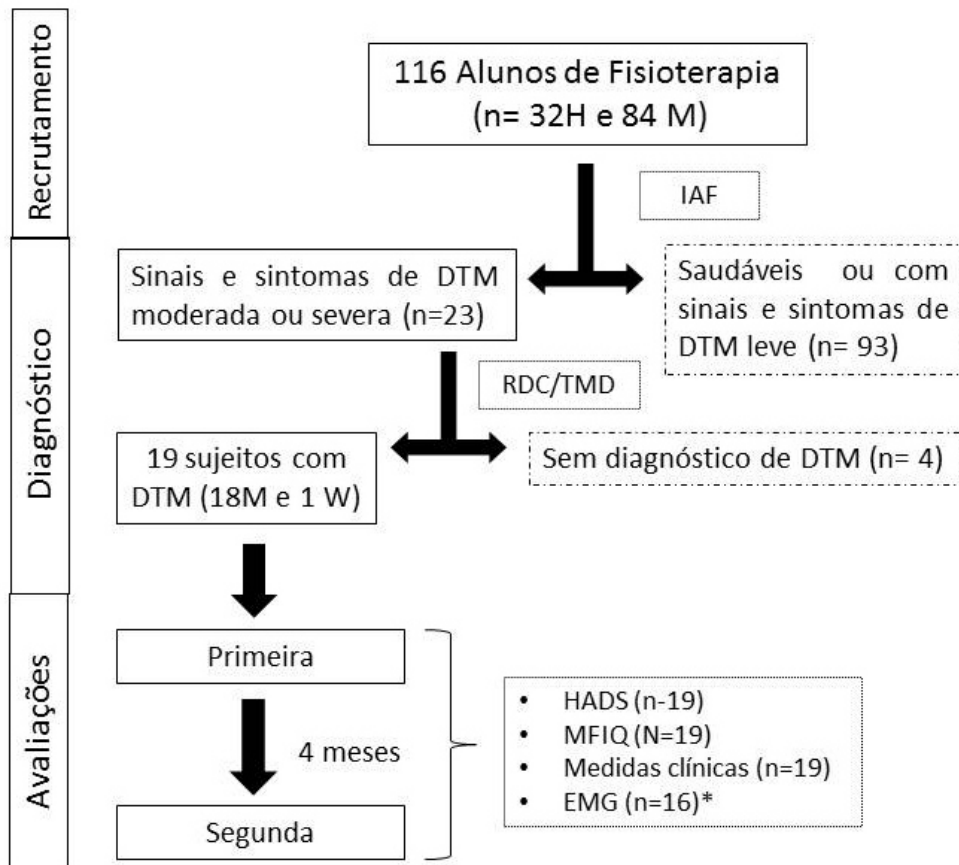 Recrutamento
116 Alunos de Fisioterapia
(n= 32H e 84 M)
IAF
Diagnóstico
Sinais e sintomas de DTM
moderada ou severa (n=23)
Saudáveis ou com
sinais e sintomas de
DTM leve (n= 93)
RDC/TMD
19 sujeitos com
DTM (18M e 1 W)
Sem diagnóstico de DTM (n= 4)
Avaliações
Primeira
4 meses
Segunda
• HADS (n-19)
• MFIQ (N=19)
• Medidas clínicas (n=19)
• EMG (n=16)*